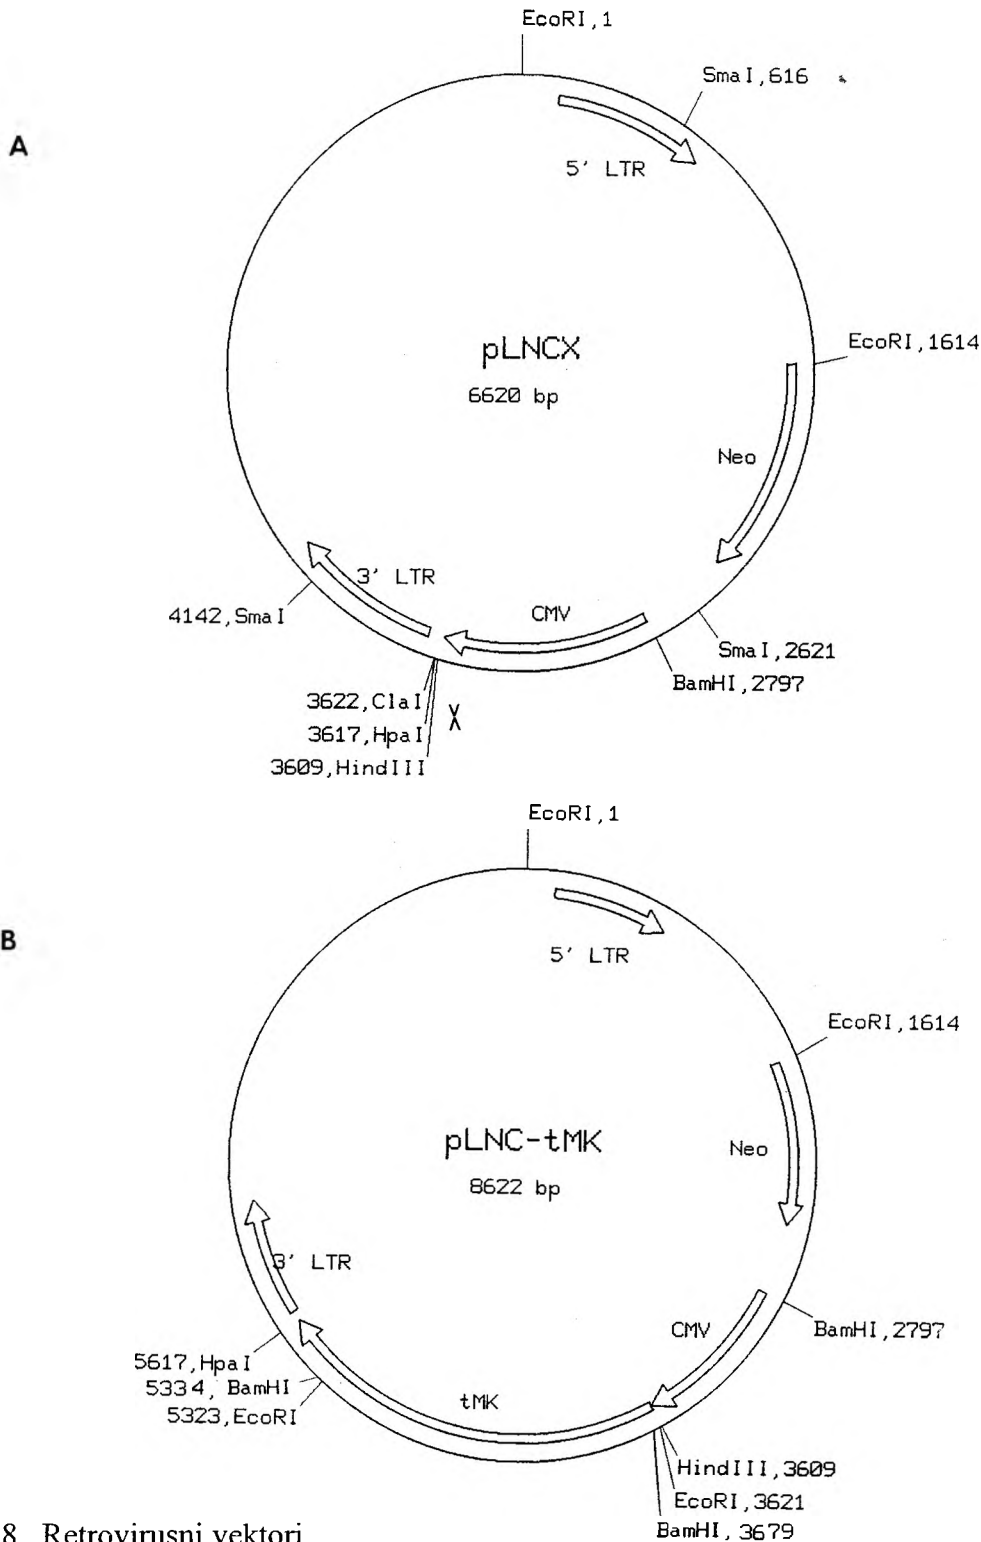 A
EcoRI,1
SmaI,616
5' LTR
pLNCX
6620 bp
EcoRI,1614
Neo
3' LTR
CMV
4142,SmaI
SmaI,2621
BamHI,2797
3622,ClaI
3617,HpaI
3609,HindIII
X
B
EcoRI,1
5' LTR
EcoRI,1614
pLNC-tMK
8622 bp
Neo
3' LTR
CMV
BamHI,2797
5617,HpaI
5334, BamHI
5323,EcoRI
tMK
HindIII,3609
EcoRI,3621
BamHI, 3679
8 Retrovirusni vektori